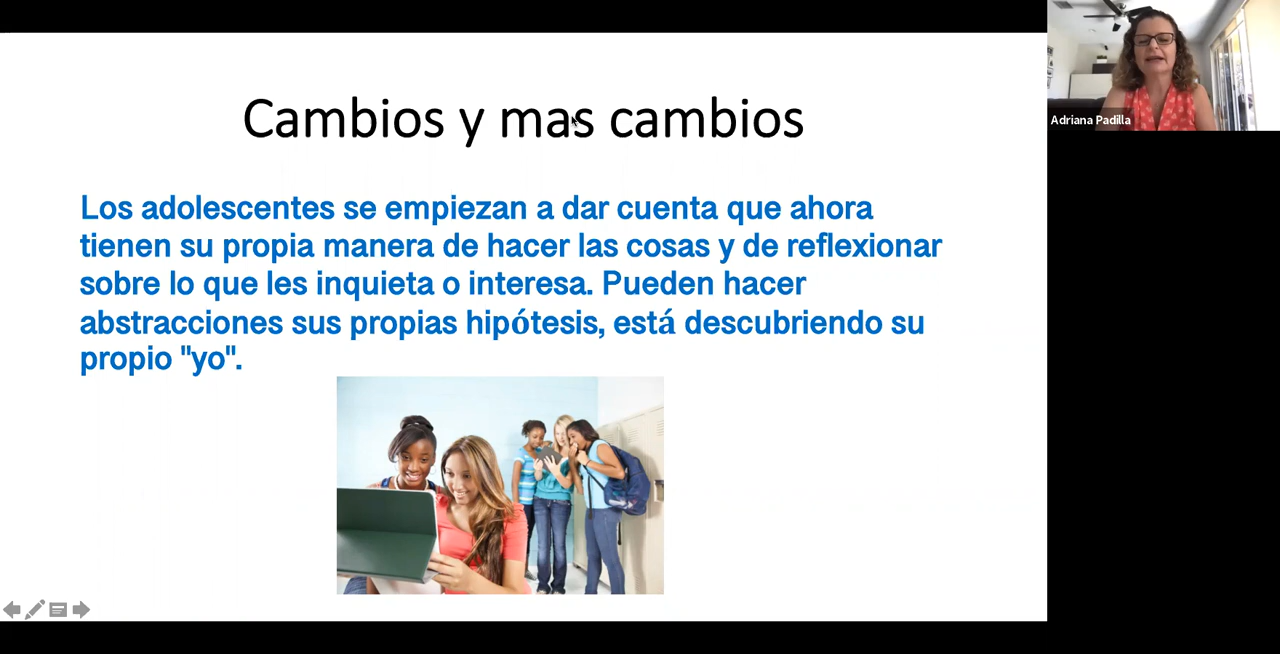 Cambios y mas cambios
Los adolescentes se empiezan a dar cuenta que ahora
tienen su propia manera de hacer las cosas y de reflexionar
sobre lo que les inquieta o interesa. Pueden hacer
abstracciones sus propias hipótesis, está descubriendo su
propio "yo".
Adriana Padilla